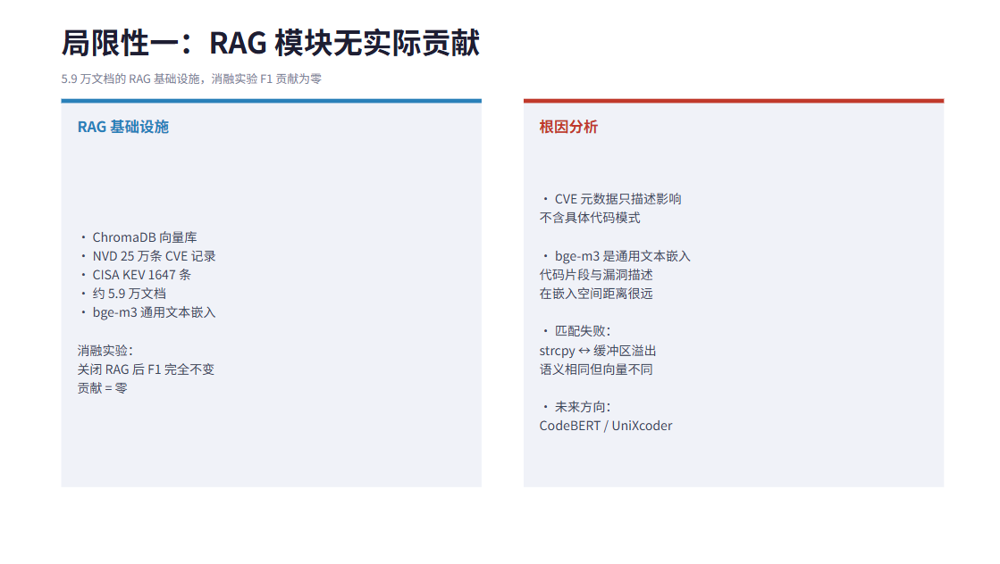 局限性一：RAG 模块无实际贡献
5.9 万文档的 RAG 基础设施，消融实验 F1 贡献为零
RAG 基础设施
• ChromaDB 向量库
• NVD 25 万条 CVE 记录
• CISA KEV 1647 条
• 约 5.9 万文档
• bge-m3 通用文本嵌入
消融实验：
关闭 RAG 后 F1 完全不变
贡献 = 零
根因分析
• CVE 元数据只描述影响
不含具体代码模式
• bge-m3 是通用文本嵌入
代码片段与漏洞描述
在嵌入空间距离很远
• 匹配失败：
strcpy ↔ 缓冲区溢出
语义相同但向量不同
• 未来方向：
CodeBERT / UniXcoder